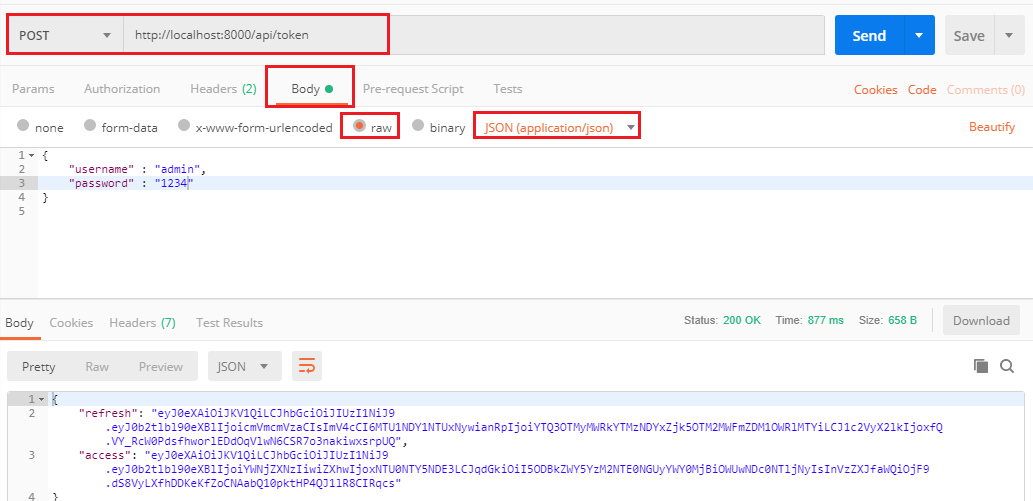 POST http://localhost:8000/api/token Send Save
Params Authorization Headers (2) Body Pre-request Script Tests Cookies Code Comments (0)
none form-data x-www-form-urlencoded raw binary JSON (application/json) Beautify
1 {
2 "username" : "admin",
3 "password" : "1234"
4 }
5
Body Cookies Headers (7) Test Results Status: 200 OK Time: 877 ms Size: 658 B Download
Pretty Raw Preview JSON
1 {
2 "refresh": "eyJ0eXAiOiJKV1QiLCJhbGciOiJIUzI1NiJ9
.eyJ0b2tlbl90eXBlIjoicmVmcmVzaCIsImV4cCI6MTU1NDY1NTUxNywianRpIjoiYTQ3OTMyMWRkYTMzNDYxZjk5OTM2MWFmZDM1OWRlMTYiLCJ1c2VyX2lkIjoxfQ
.VY_RcW0PdsfhworlEDdOqVlwN6CSR7o3nakiwxsrpUQ",
3 "access": "eyJ0eXAiOiJKV1QiLCJhbGciOiJIUzI1NiJ9
.eyJ0b2tlbl90eXBlIjoiYWNjZXNzIiwiZXhwIjoxNTU0NTY5NDE3LCJqdGkiOiI5ODBkZWY5YzM2NTE0NGUyYWY0MjBiOWUwNDc0NTljNyIsInVzZXJfaWQiOjF9
.dS8VyLXfhDDKeKfZoCNAabQ10pktHP4QJ1lR8CIRqcs"
4 }